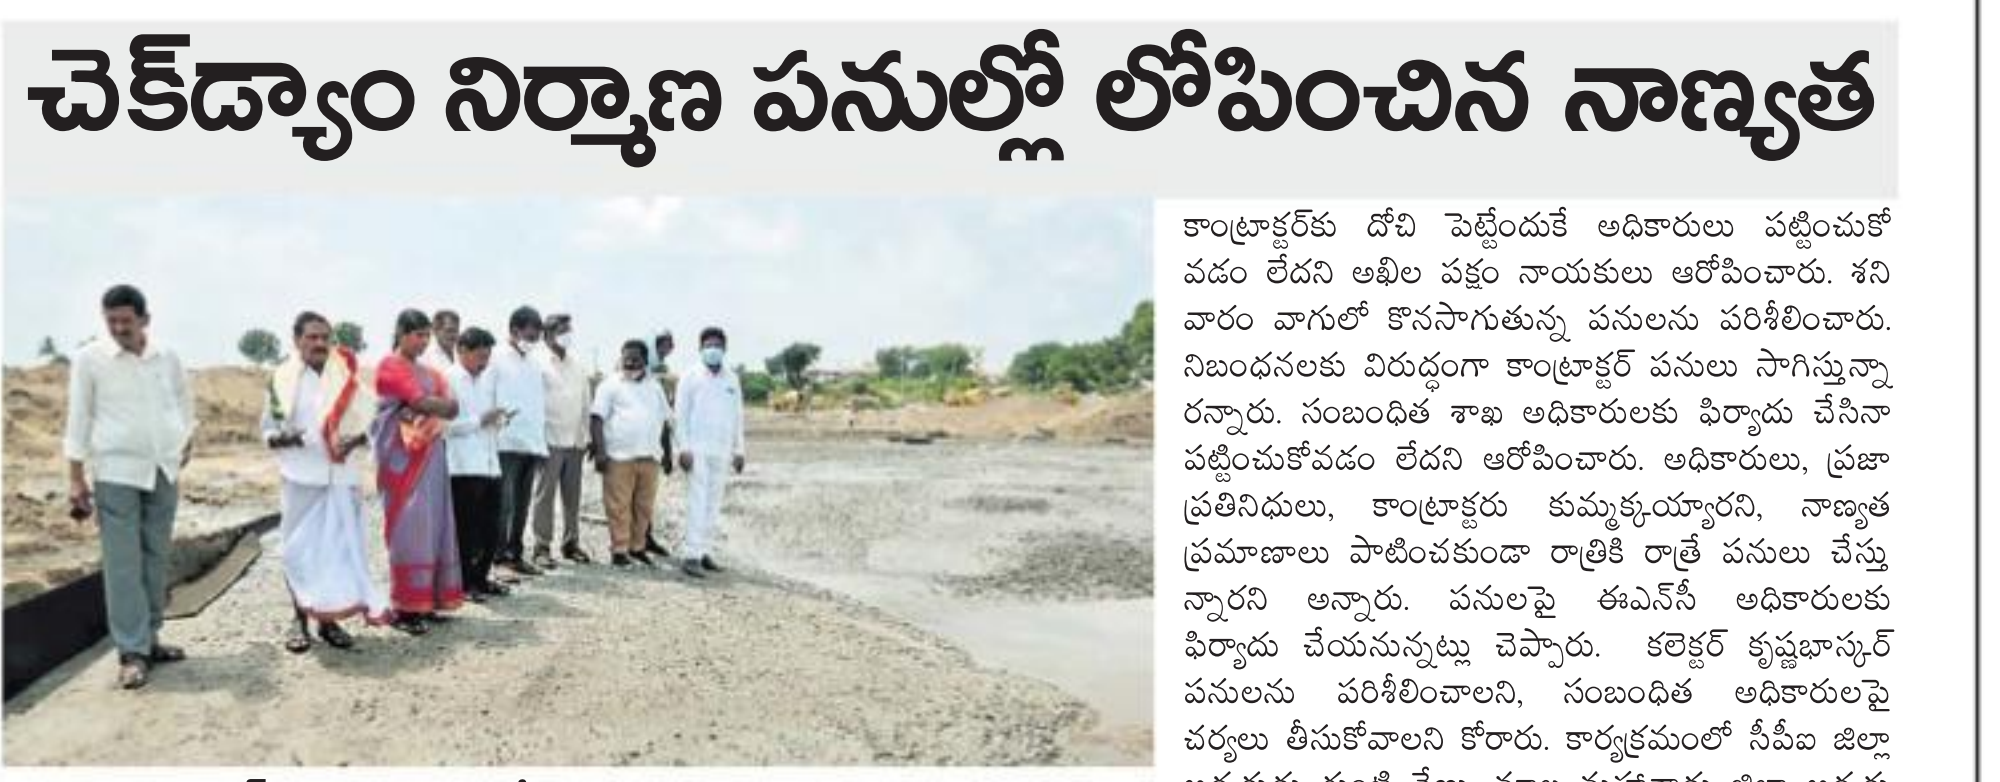 చెక్‌డ్యాం నిర్మాణ పనుల్లో లోపించిన నాణ్యత
కాంట్రాక్టర్‌కు దోచి పెట్టేందుకే అధికారులు పట్టించుకో
వడం లేదని అఖిల పక్షం నాయకులు ఆరోపించారు. శని
వారం వాగులో కొనసాగుతున్న పనులను పరిశీలించారు.
నిబంధనలకు విరుద్ధంగా కాంట్రాక్టర్ పనులు సాగిస్తున్నా
రన్నారు. సంబంధిత శాఖ అధికారులకు ఫిర్యాదు చేసినా
పట్టించుకోవడం లేదని ఆరోపించారు. అధికారులు, ప్రజా
ప్రతినిధులు, కాంట్రాక్టరు కుమ్మక్కయ్యారని, నాణ్యత
ప్రమాణాలు పాటించకుండా రాత్రికి రాత్రే పనులు చేస్తు
న్నారని అన్నారు. పనులపై ఈఎన్‌సీ అధికారులకు
ఫిర్యాదు చేయనున్నట్లు చెప్పారు. కలెక్టర్ కృష్ణభాస్కర్
పనులను పరిశీలించాలని, సంబంధిత అధికారులపై
చర్యలు తీసుకోవాలని కోరారు. కార్యక్రమంలో సీపీఐ జిల్లా